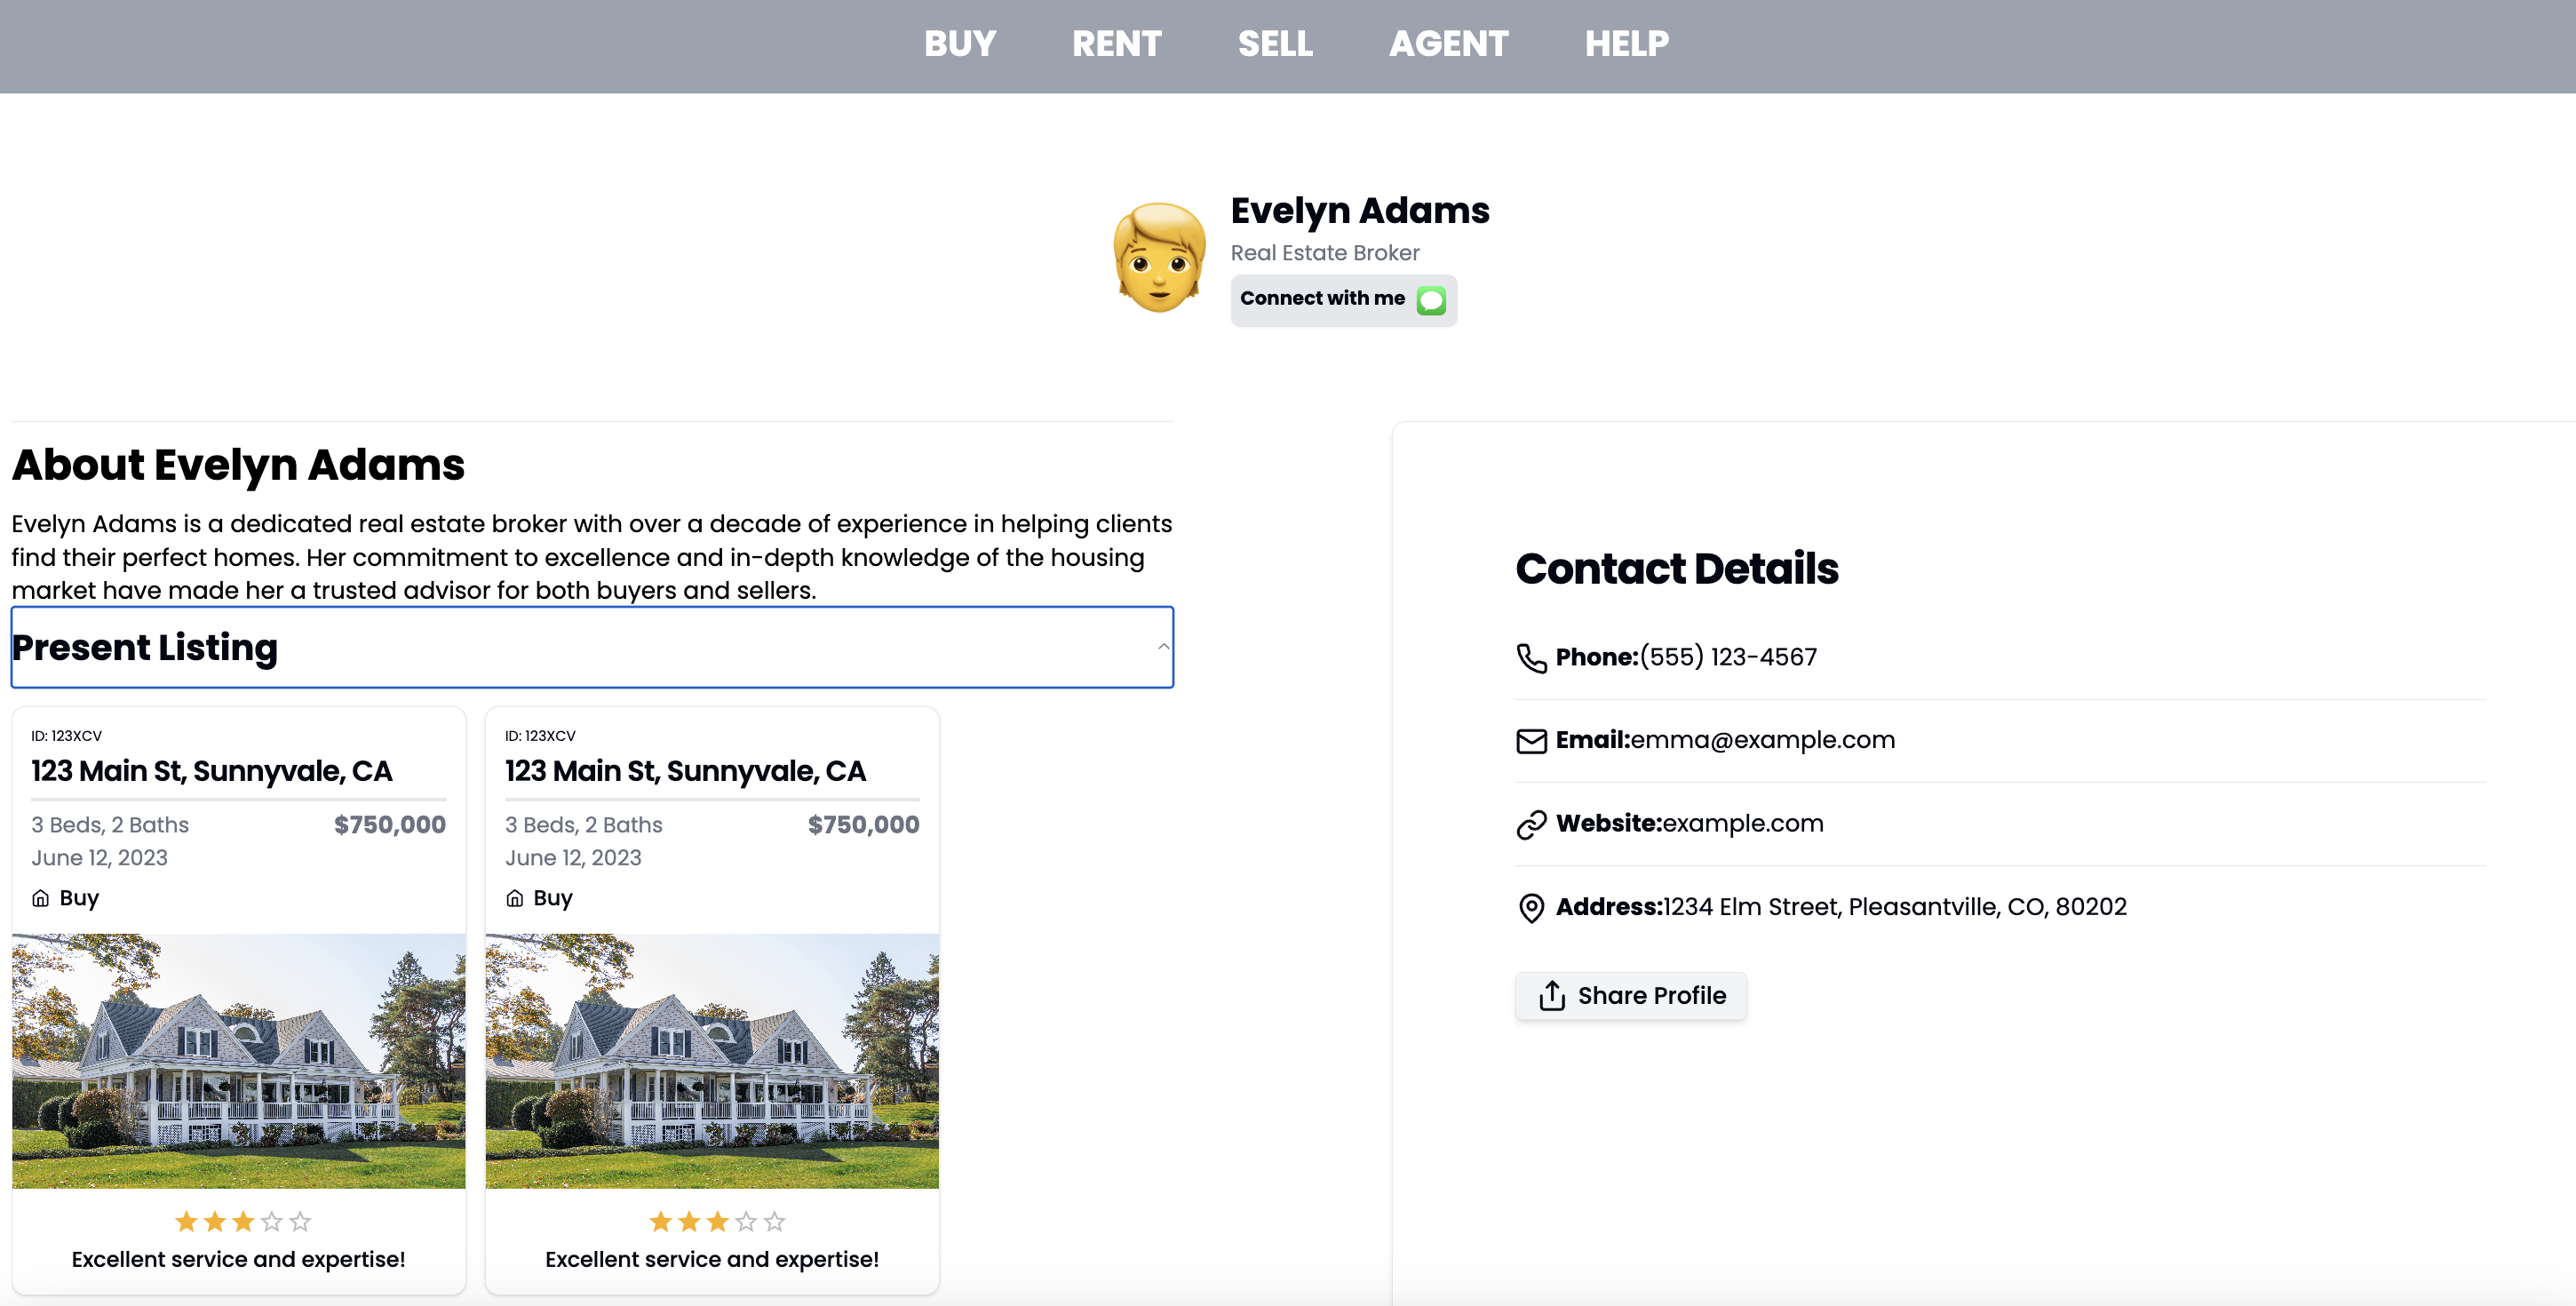 BUY RENT SELL AGENT HELP
Evelyn Adams
Real Estate Broker
Connect with me
About Evelyn Adams
Evelyn Adams is a dedicated real estate broker with over a decade of experience in helping clients
find their perfect homes. Her commitment to excellence and in-depth knowledge of the housing
market have made her a trusted advisor for both buyers and sellers.
Present Listing
ID: 123XCV
123 Main St, Sunnyvale, CA
3 Beds, 2 Baths $750,000
June 12, 2023
Buy
Excellent service and expertise!
ID: 123XCV
123 Main St, Sunnyvale, CA
3 Beds, 2 Baths $750,000
June 12, 2023
Buy
Excellent service and expertise!
Contact Details
Phone:(555) 123-4567
Email:emma@example.com
Website:example.com
Address:1234 Elm Street, Pleasantville, CO, 80202
Share Profile